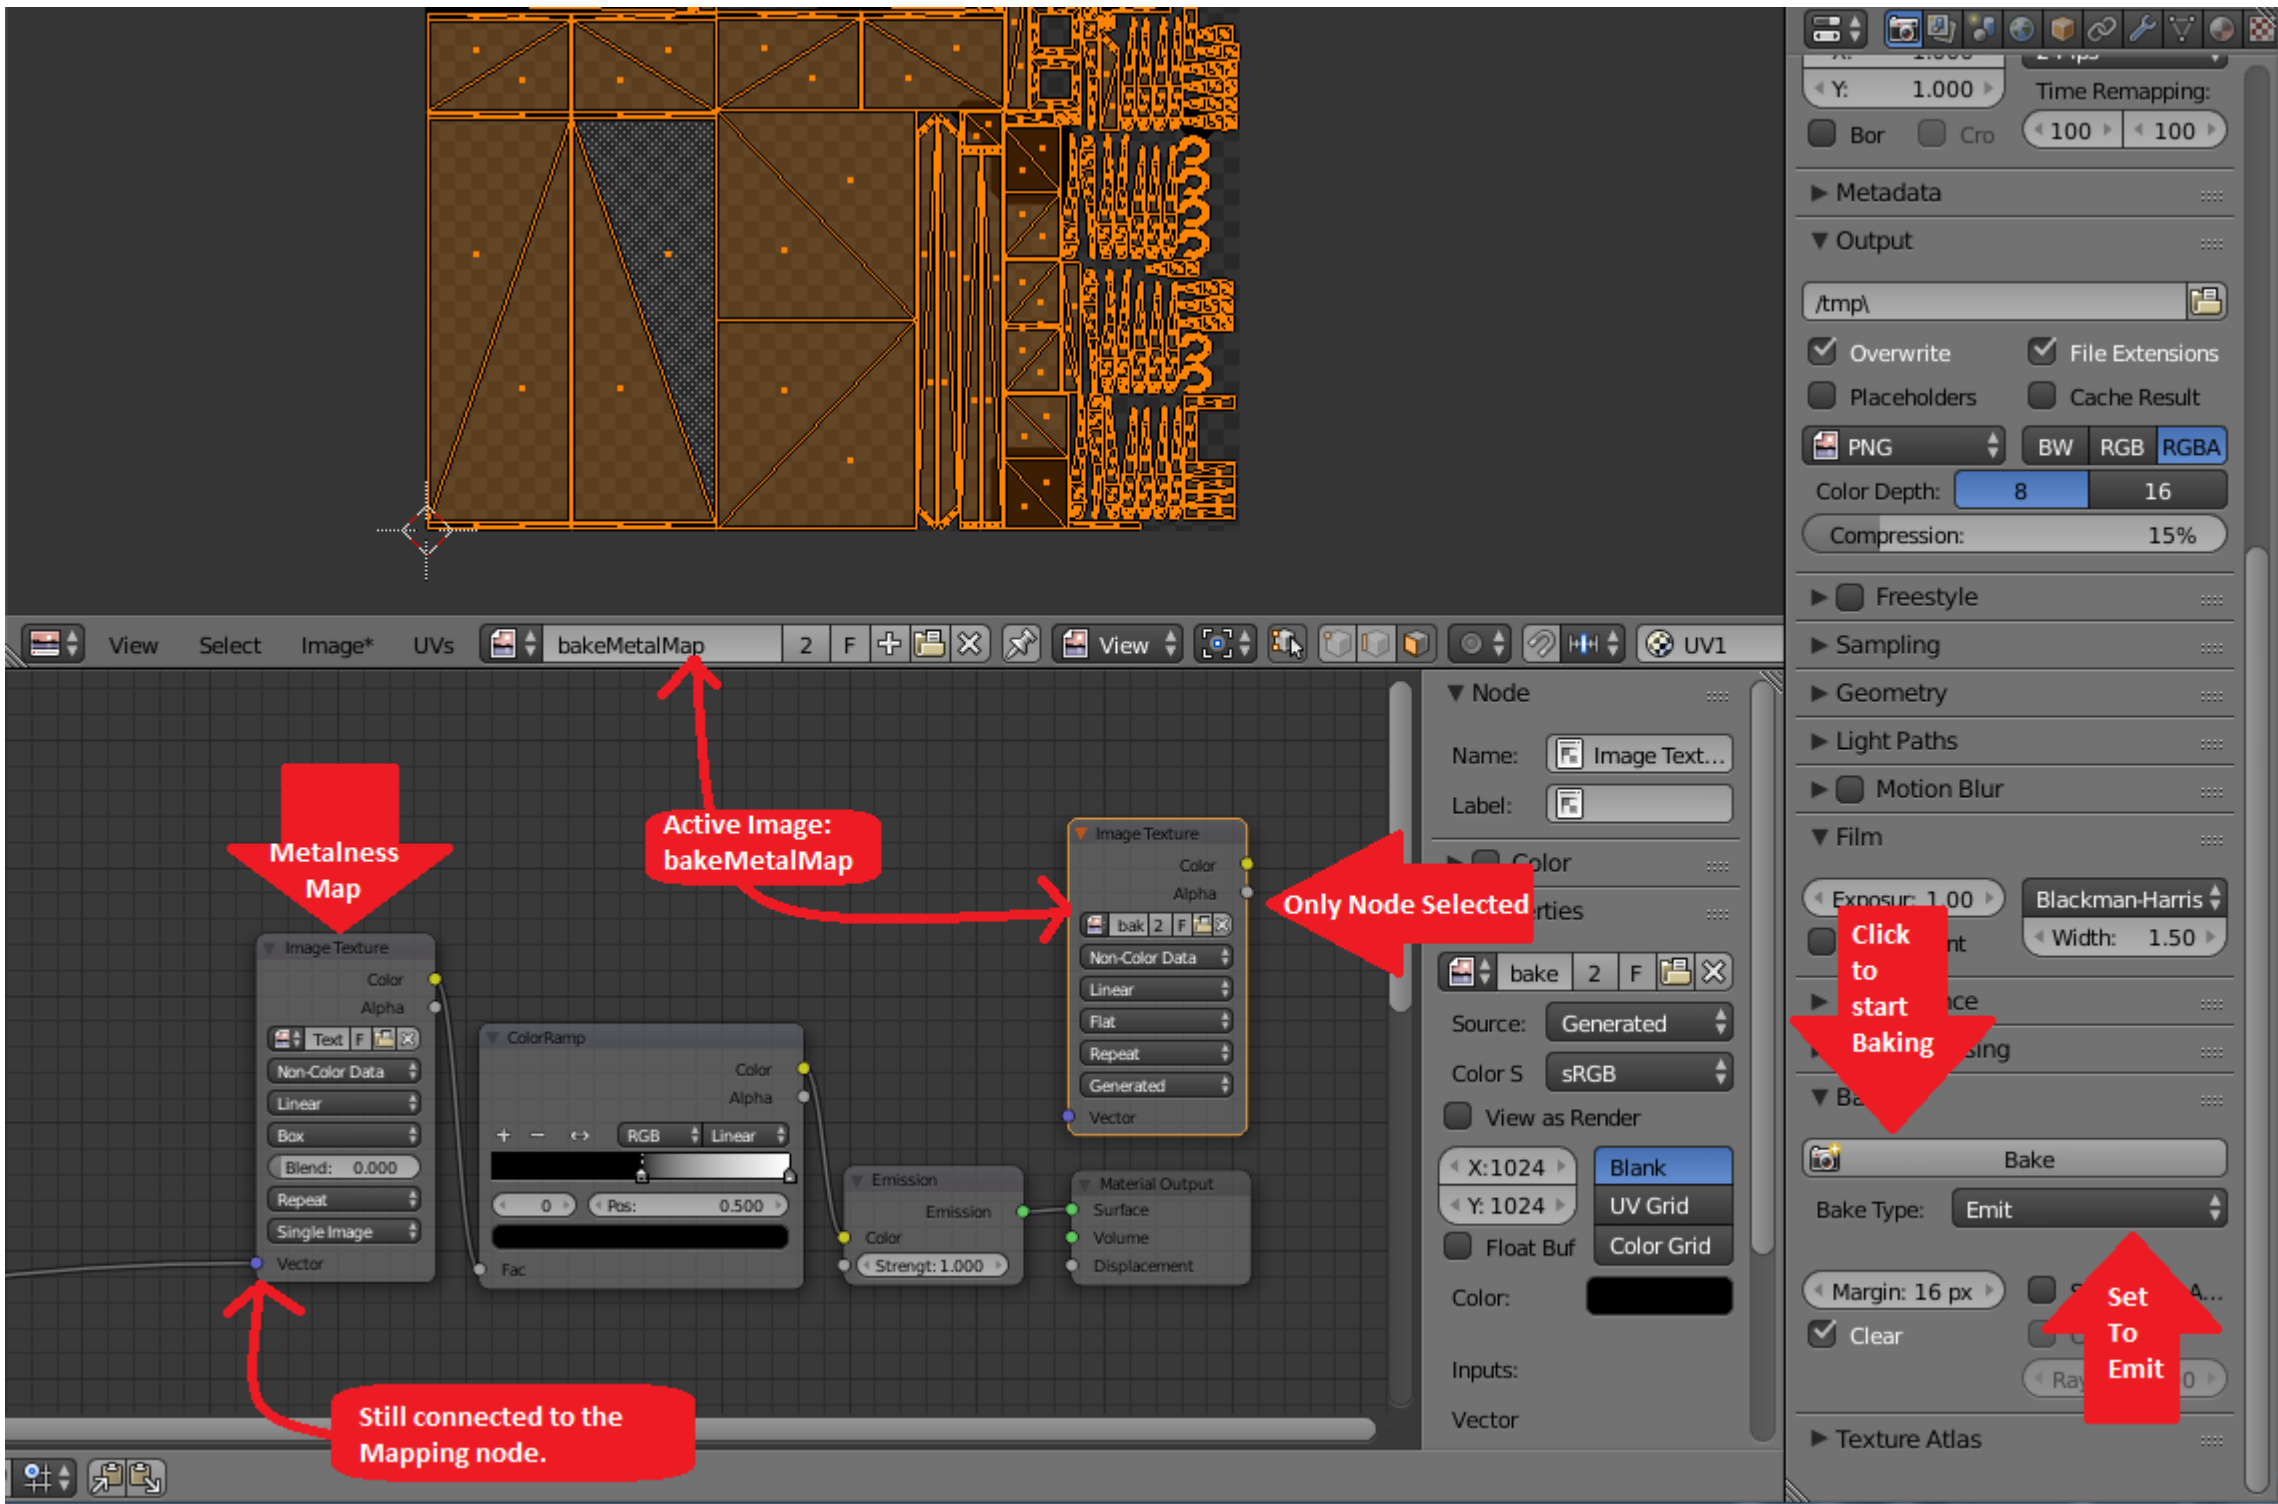 Y: 1.000
Time Remapping:
Bor
Cro
100
100
Metadata
Output
/tmp\
Overwrite
File Extensions
Placeholders
Cache Result
PNG
BW RGB RGBA
Color Depth: 8 16
Compression: 15%
Freestyle
Sampling
Geometry
Light Paths
Motion Blur
Film
Exposur: 1.00
Blackman-Harris
Width: 1.50
Click
to
start
Baking
Bake
Bake Type: Emit
Margin: 16 px
Clear
Set
To
Emit
Texture Atlas
View Select Image* UVs bakeMetalMap 2 F View UV1
Metalness
Map
Active Image:
bakeMetalMap
Only Node Selected
Image Texture
Color
Alpha
Text F
Non-Color Data
Linear
Box
Blend: 0.000
Repeat
Single Image
Vector
Still connected to the
Mapping node.
ColorRamp
Color
Alpha
+ − RGB Linear
0 Pos: 0.500
Fac
Emission
Emission
Color
Strengt: 1.000
Image Texture
Color
Alpha
bak 2 F
Non-Color Data
Linear
Flat
Repeat
Generated
Vector
Material Output
Surface
Volume
Displacement
Node
Name: Image Text...
Label:
Color
bake 2 F
Source: Generated
Color S sRGB
View as Render
X:1024
Y: 1024
Blank
UV Grid
Color Grid
Float Buf
Color:
Inputs:
Vector